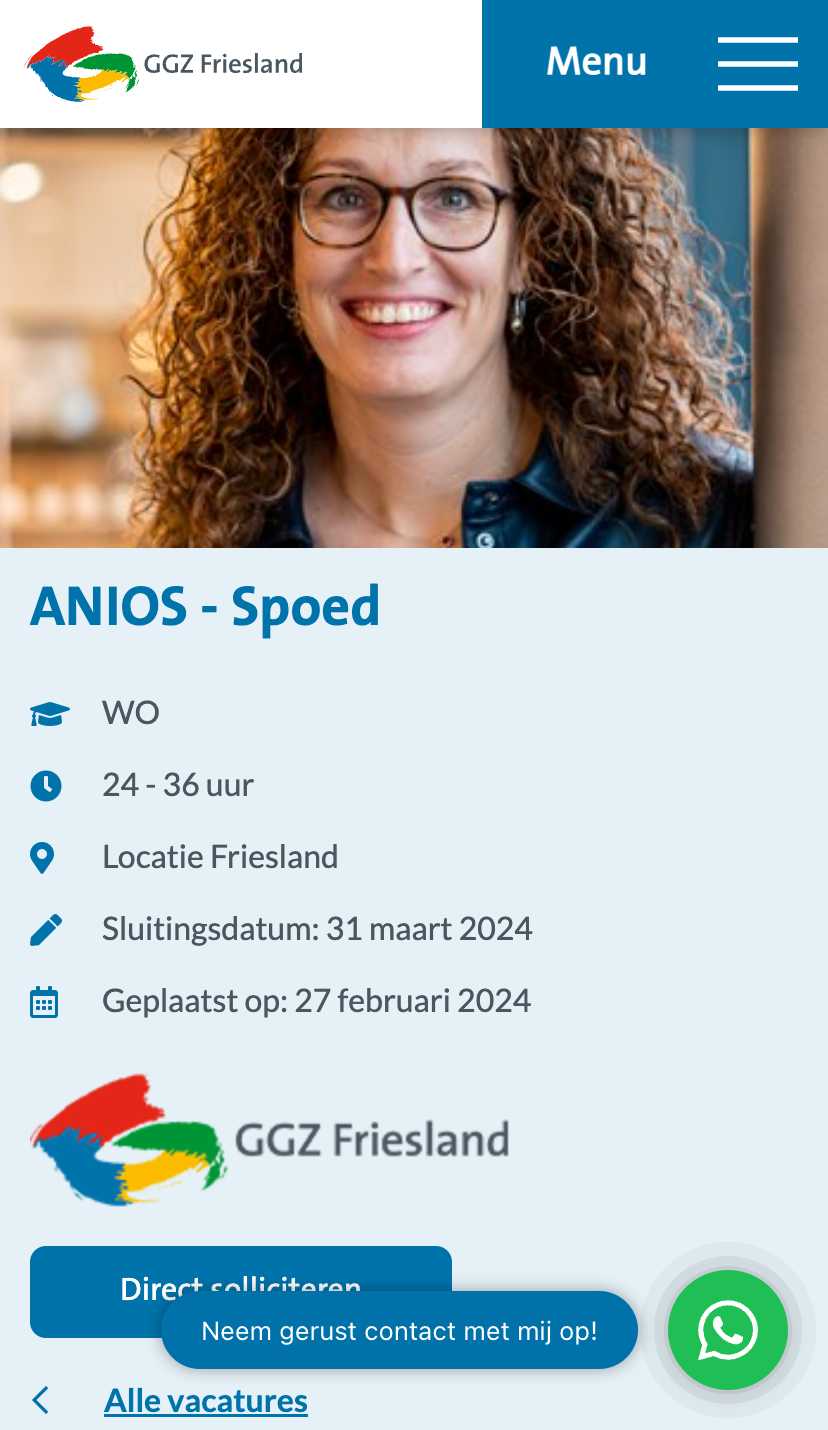 GGZ Friesland
Menu
ANIOS - Spoed
WO
24 - 36 uur
Locatie Friesland
Sluitingsdatum: 31 maart 2024
Geplaatst op: 27 februari 2024
GGZ Friesland
Direct solliciteren
Neem gerust contact met mij op!
Alle vacatures